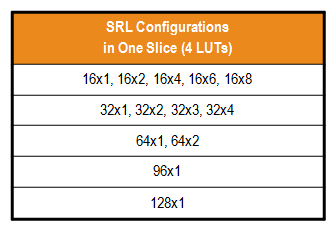 SRL Configurations
in One Slice (4 LUTs)
16x1, 16x2, 16x4, 16x6, 16x8
32x1, 32x2, 32x3, 32x4
64x1, 64x2
96x1
128x1